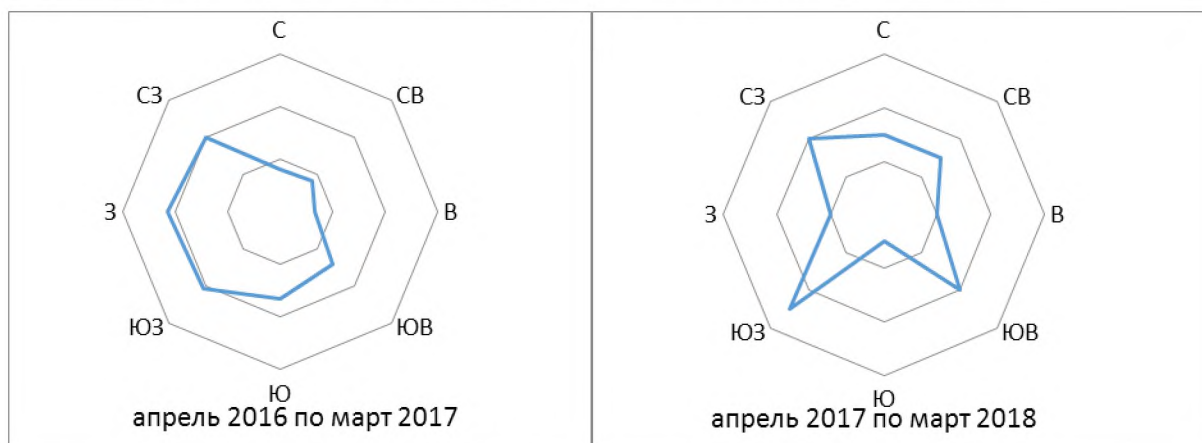 С
СЗ
СВ
З
В
ЮЗ
ЮВ
Ю
апрель 2016 по март 2017
С
СЗ
СВ
З
В
ЮЗ
ЮВ
Ю
апрель 2017 по март 2018